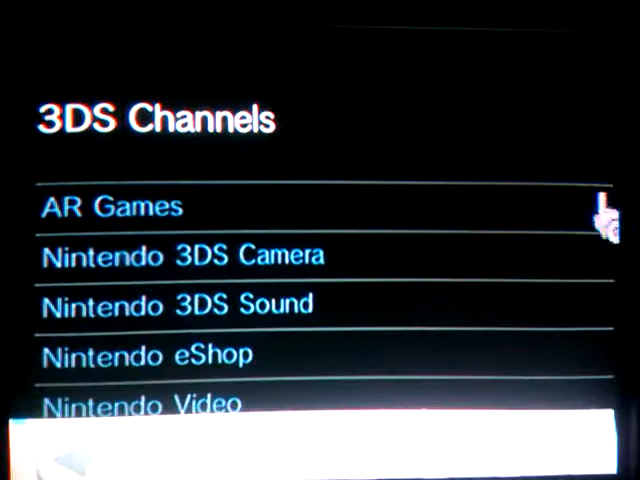 3DS Channels
AR Games
Nintendo 3DS Camera
Nintendo 3DS Sound
Nintendo eShop
Nintendo Video